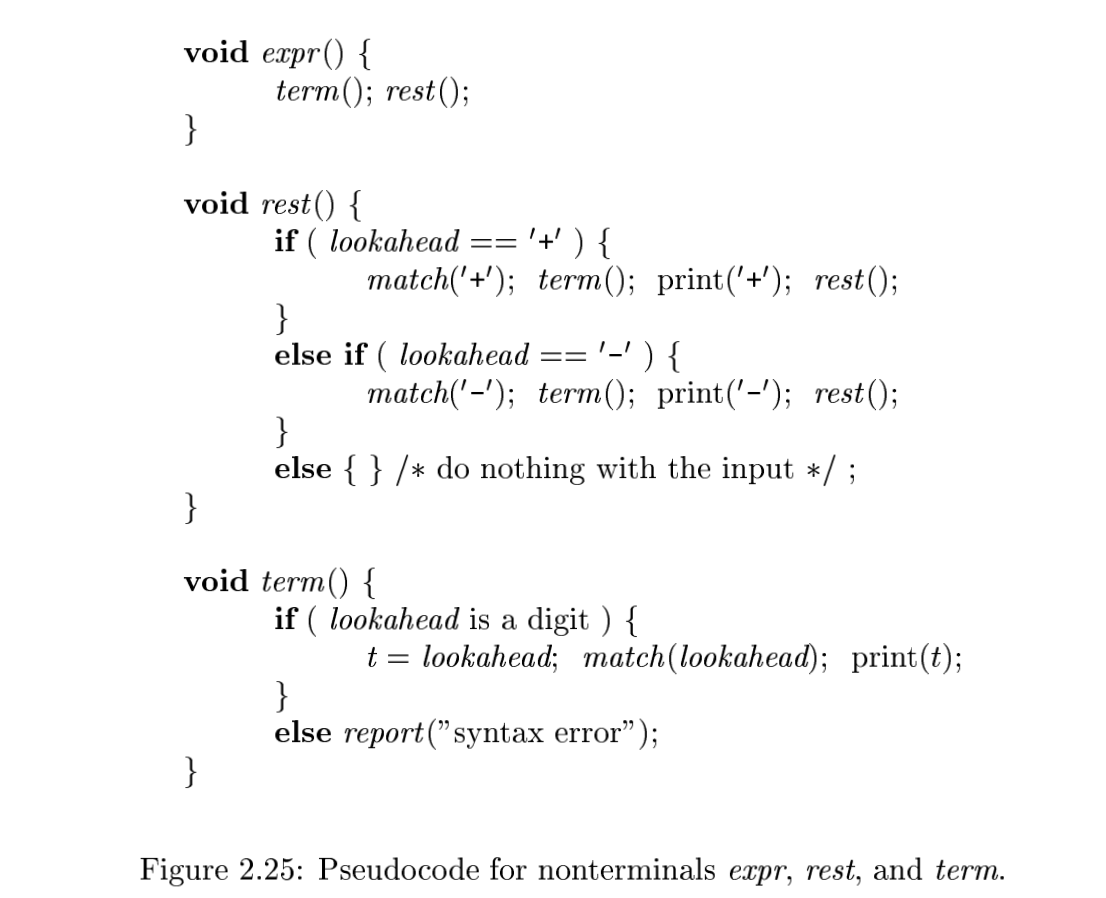 void expr() {
term(); rest();
}
void rest() {
if ( lookahead == '+' ) {
match('+'); term(); print('+'); rest();
}
else if ( lookahead == '-' ) {
match('-'); term(); print('-'); rest();
}
else { } /* do nothing with the input */ ;
}
void term() {
if ( lookahead is a digit ) {
t = lookahead; match(lookahead); print(t);
}
else report(”syntax error”);
}
Figure 2.25: Pseudocode for nonterminals expr, rest, and term.